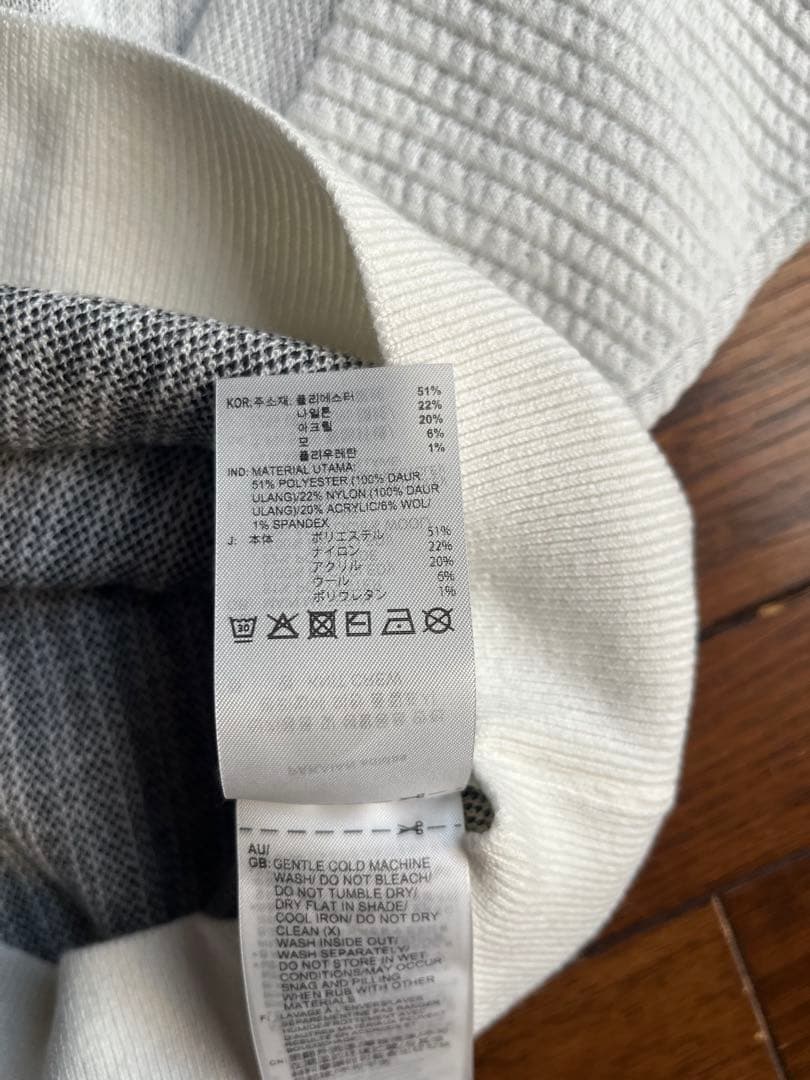 KOR: 주소재: 폴리에스터 51%
나일론 22%
아크릴 20%
모 6%
폴리우레탄 1%
IND: MATERIAL UTAMA:
51% POLYESTER (100% DAUR
ULANG)/22% NYLON (100% DAUR
ULANG)/20% ACRYLIC/6% WOL/
1% SPANDEX
J: 本体 ポリエステル 51%
ナイロン 22%
アクリル 20%
ウール 6%
ポリウレタン 1%
30
AU/
GB: GENTLE COLD MACHINE
WASH/ DO NOT BLEACH/
DO NOT TUMBLE DRY/
DRY FLAT IN SHADE/
COOL IRON/ DO NOT DRY
CLEAN (X)
WASH INSIDE OUT/
WASH SEPARATELY/
DO NOT STORE IN WET
CONDITIONS/MAY OCCUR
SNAG AND PILLING
WHEN RUB WITH OTHER
MATERIALS
F: LAVAGE À L'ENVERS/LAVER